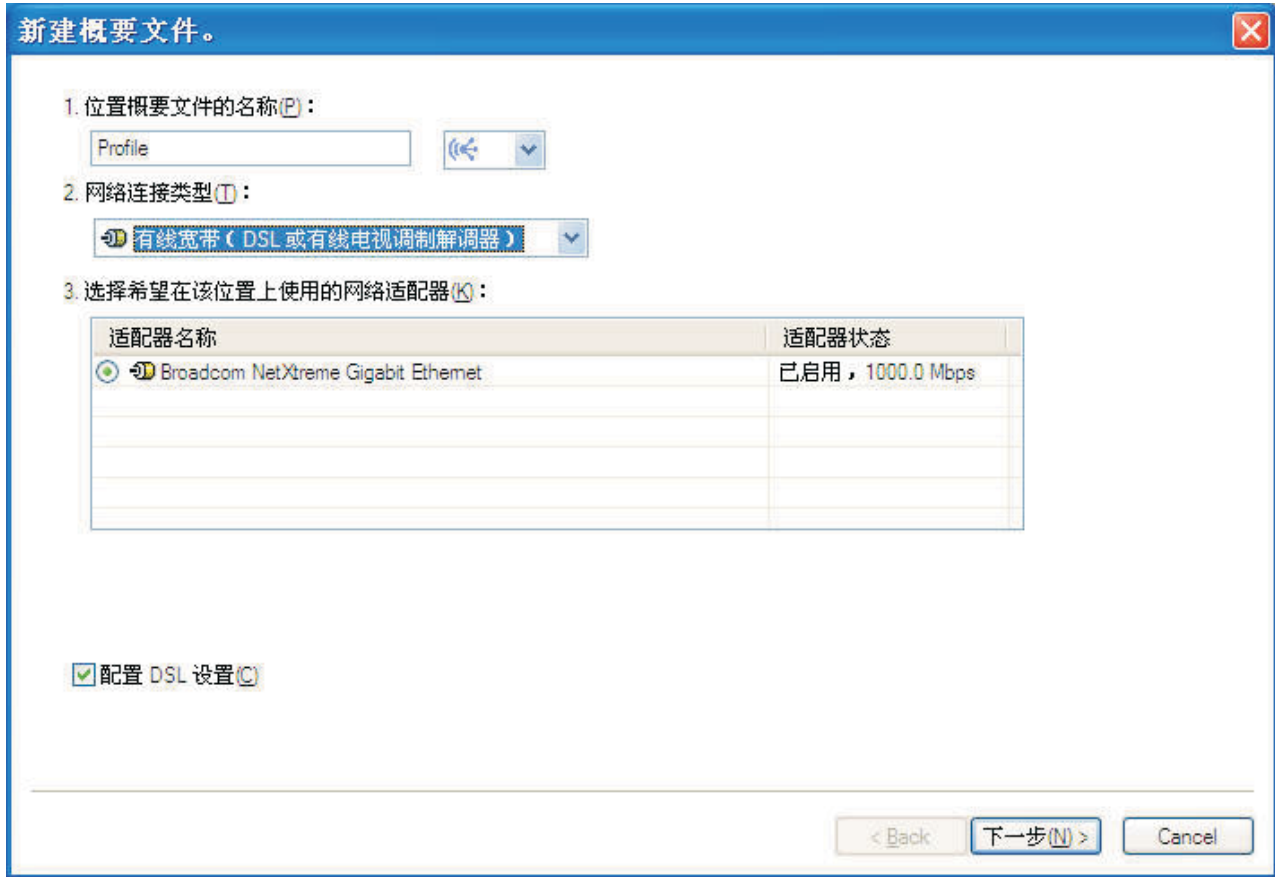 新建概要文件。
1. 位置概要文件的名称(P)：
Profile
2. 网络连接类型(T)：
有线宽带（DSL 或有线电视调制解调器）
3. 选择希望在该位置上使用的网络适配器(K)：
适配器名称 适配器状态
Broadcom NetXtreme Gigabit Ethernet 已启用，1000.0 Mbps
配置 DSL 设置(C)
< Back 下一步(N) > Cancel